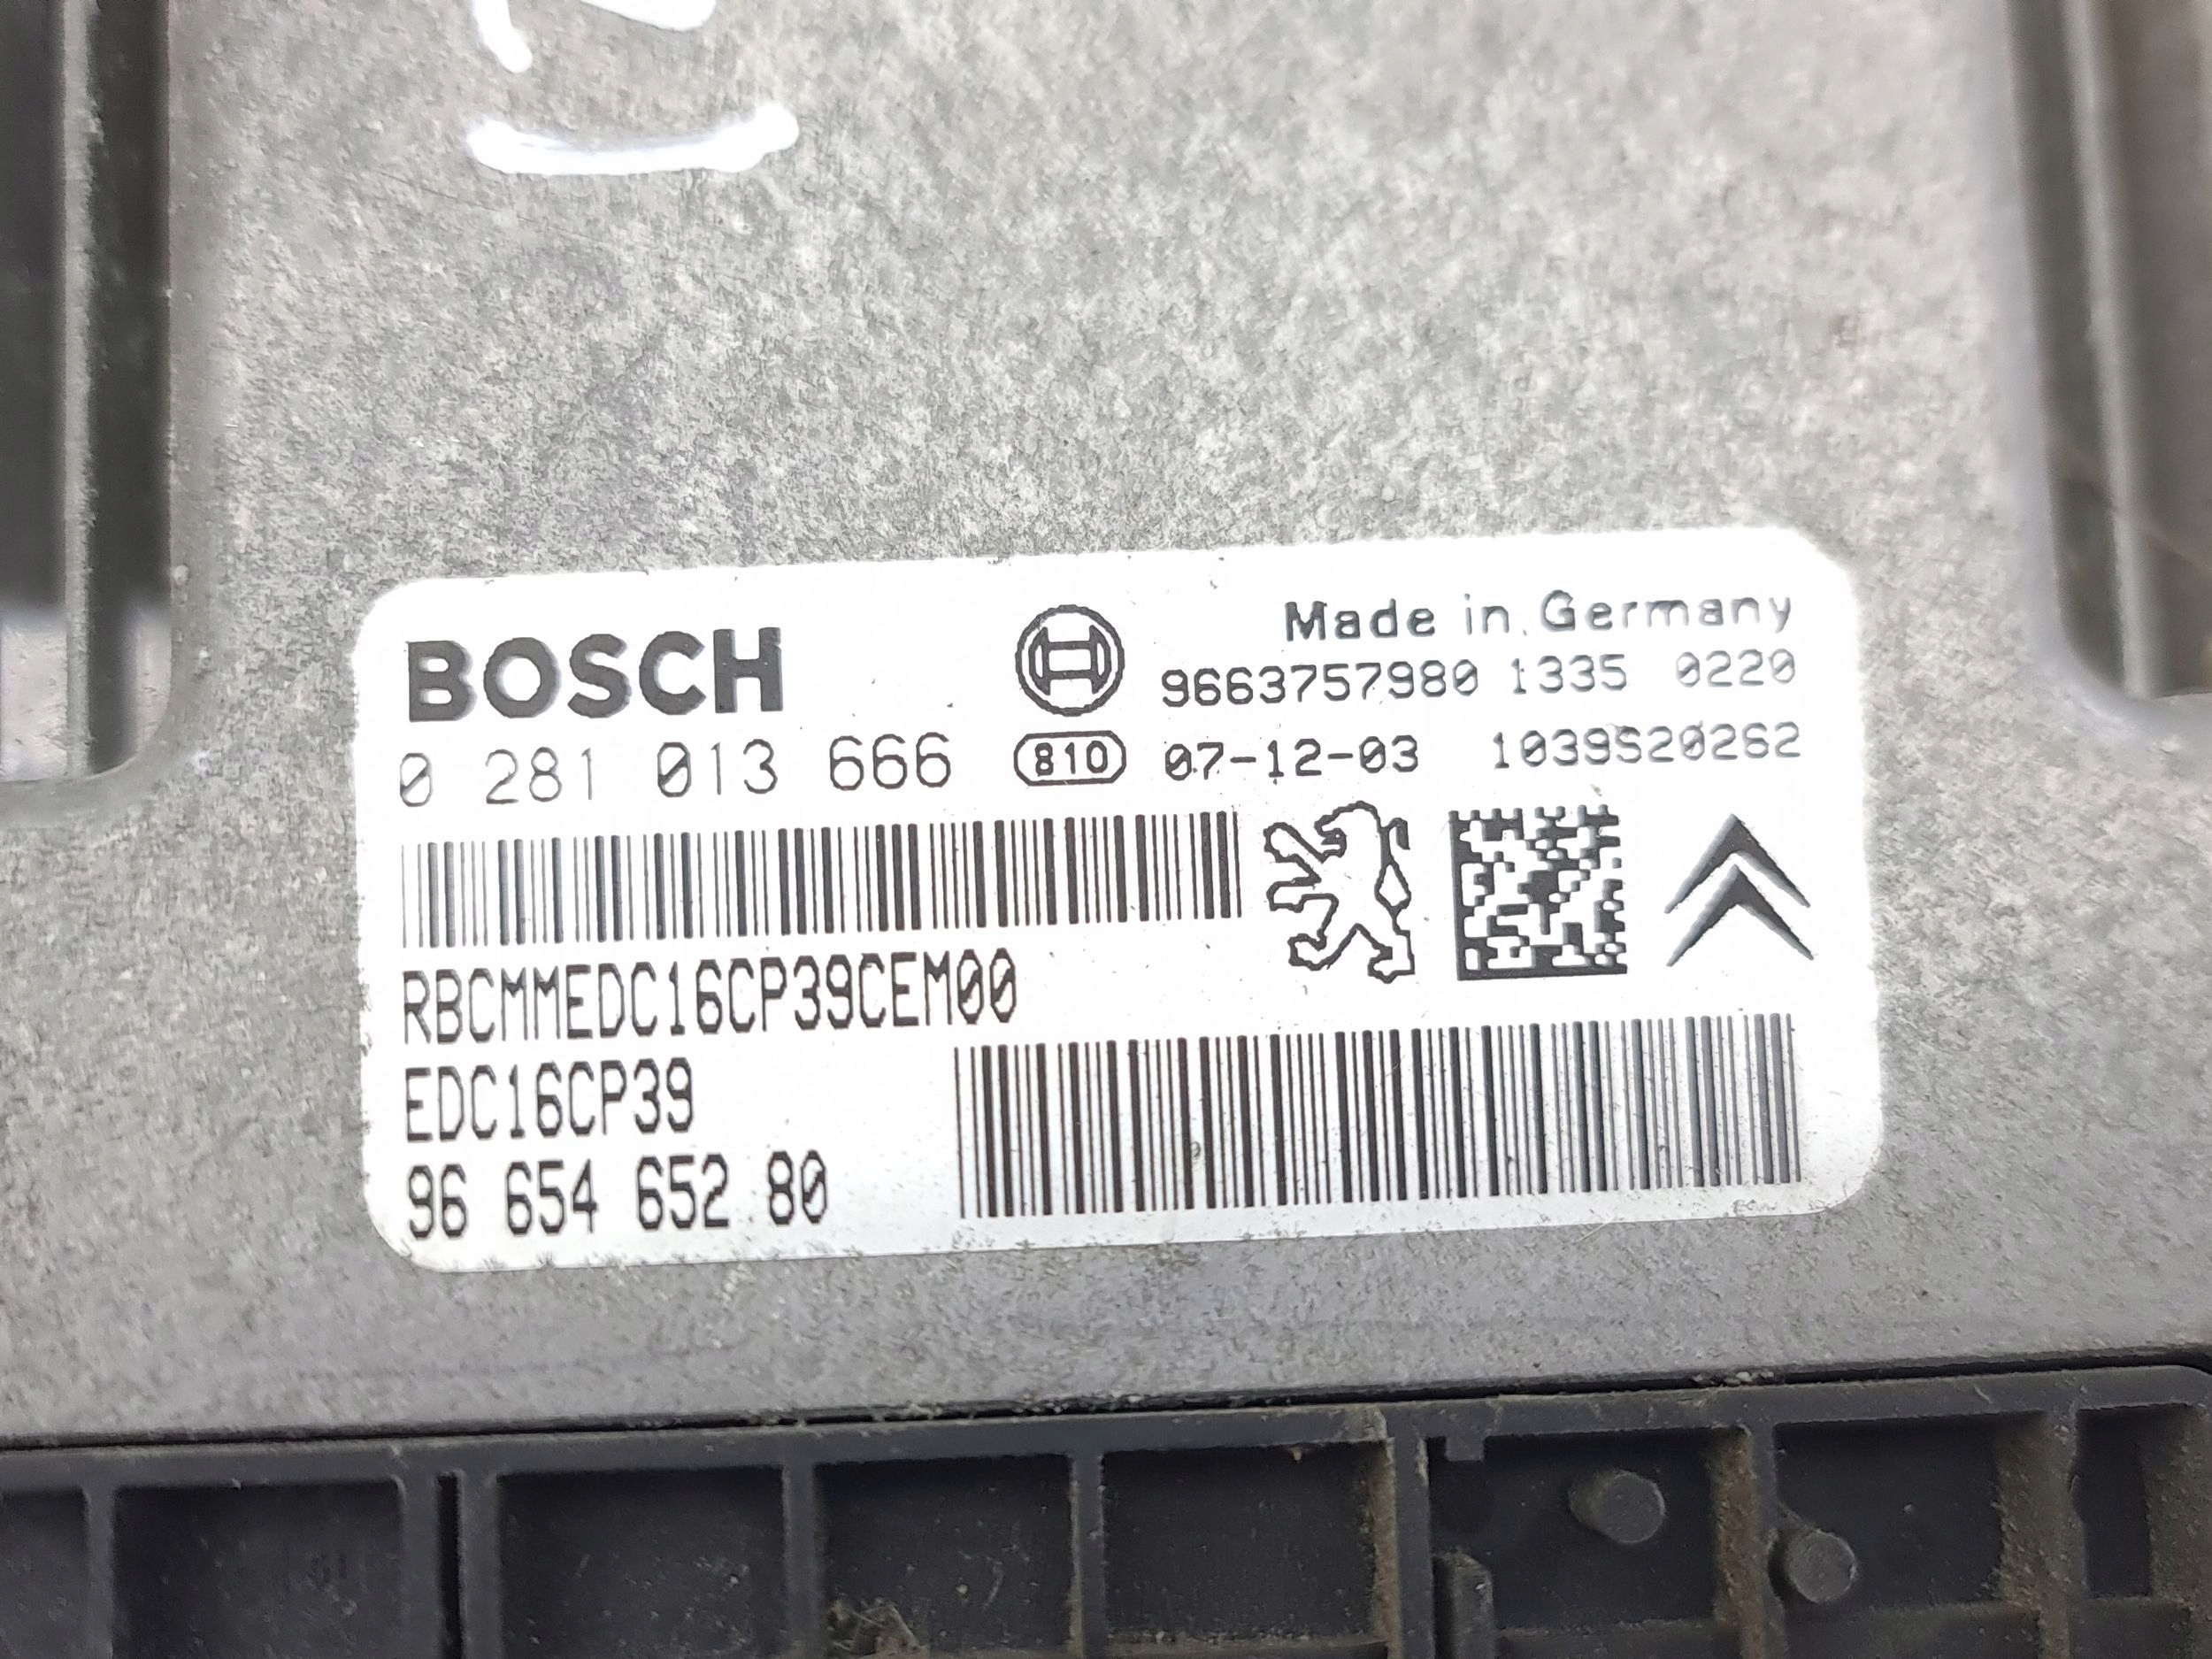 BOSCH
Made in Germany
9663757980 1335 0220
0 281 013 666
810 07-12-03 1039S20262
RBCMMEDC16CP39CEM00
EDC16CP39
96 654 652 80